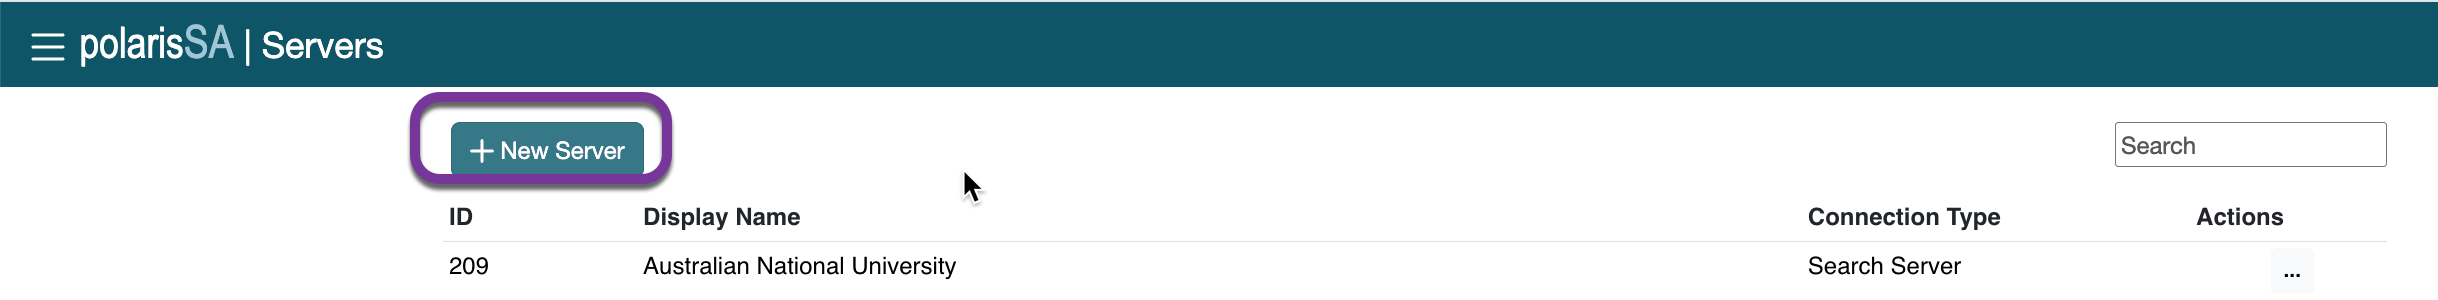 polarisSA | Servers
+ New Server
Search
ID Display Name Connection Type Actions
209 Australian National University Search Server ...